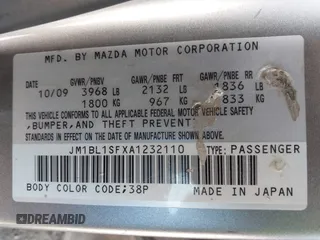 MFD. BY MAZDA MOTOR CORPORATION
GVWR/PNBV GAWR/PNBE FRT GAWR/PNBE RR
10/09 3968 LB 2132 LB 1836 LB
1800 KG 967 KG 833 KG
THIS VEHICLE CONFORMS TO ALL APPLICABLE FEDERAL MOTOR VEHICLE SAFETY
, BUMPER, AND THEFT PREVENTION
STANDARDS IN EFFECT ON THE DATE OF MANUFACTURE SHOWN ABOVE.
JM1BL1SFXA1232110 TYPE: PASSENGER
BODY COLOR CODE;38P MADE IN JAPAN
DREAMBID